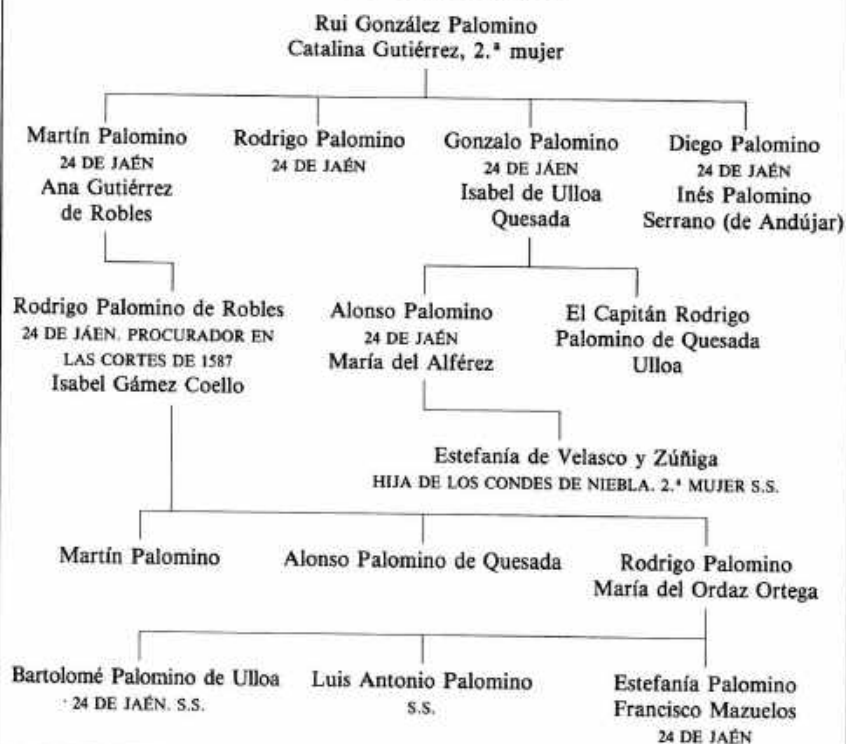 Rui González Palomino
Catalina Gutiérrez, 2.ª mujer
Martín Palomino
24 DE JAÉN
Ana Gutiérrez
de Robles
Rodrigo Palomino
24 DE JAÉN
Gonzalo Palomino
24 DE JÁEN
Isabel de Ulloa
Quesada
Diego Palomino
24 DE JAÉN
Inés Palomino
Serrano (de Andújar)
Rodrigo Palomino de Robles
24 DE JÁEN. PROCURADOR EN
LAS CORTES DE 1587
Isabel Gámez Coello
Alonso Palomino
24 DE JAÉN
María del Alférez
El Capitán Rodrigo
Palomino de Quesada
Ulloa
Estefanía de Velasco y Zúñiga
HIJA DE LOS CONDES DE NIEBLA. 2.ª MUJER S.S.
Martín Palomino
Alonso Palomino de Quesada
Rodrigo Palomino
María del Ordaz Ortega
Bartolomé Palomino de Ulloa
24 DE JAÉN. S.S.
Luis Antonio Palomino
S.S.
Estefanía Palomino
Francisco Mazuelos
24 DE JAÉN